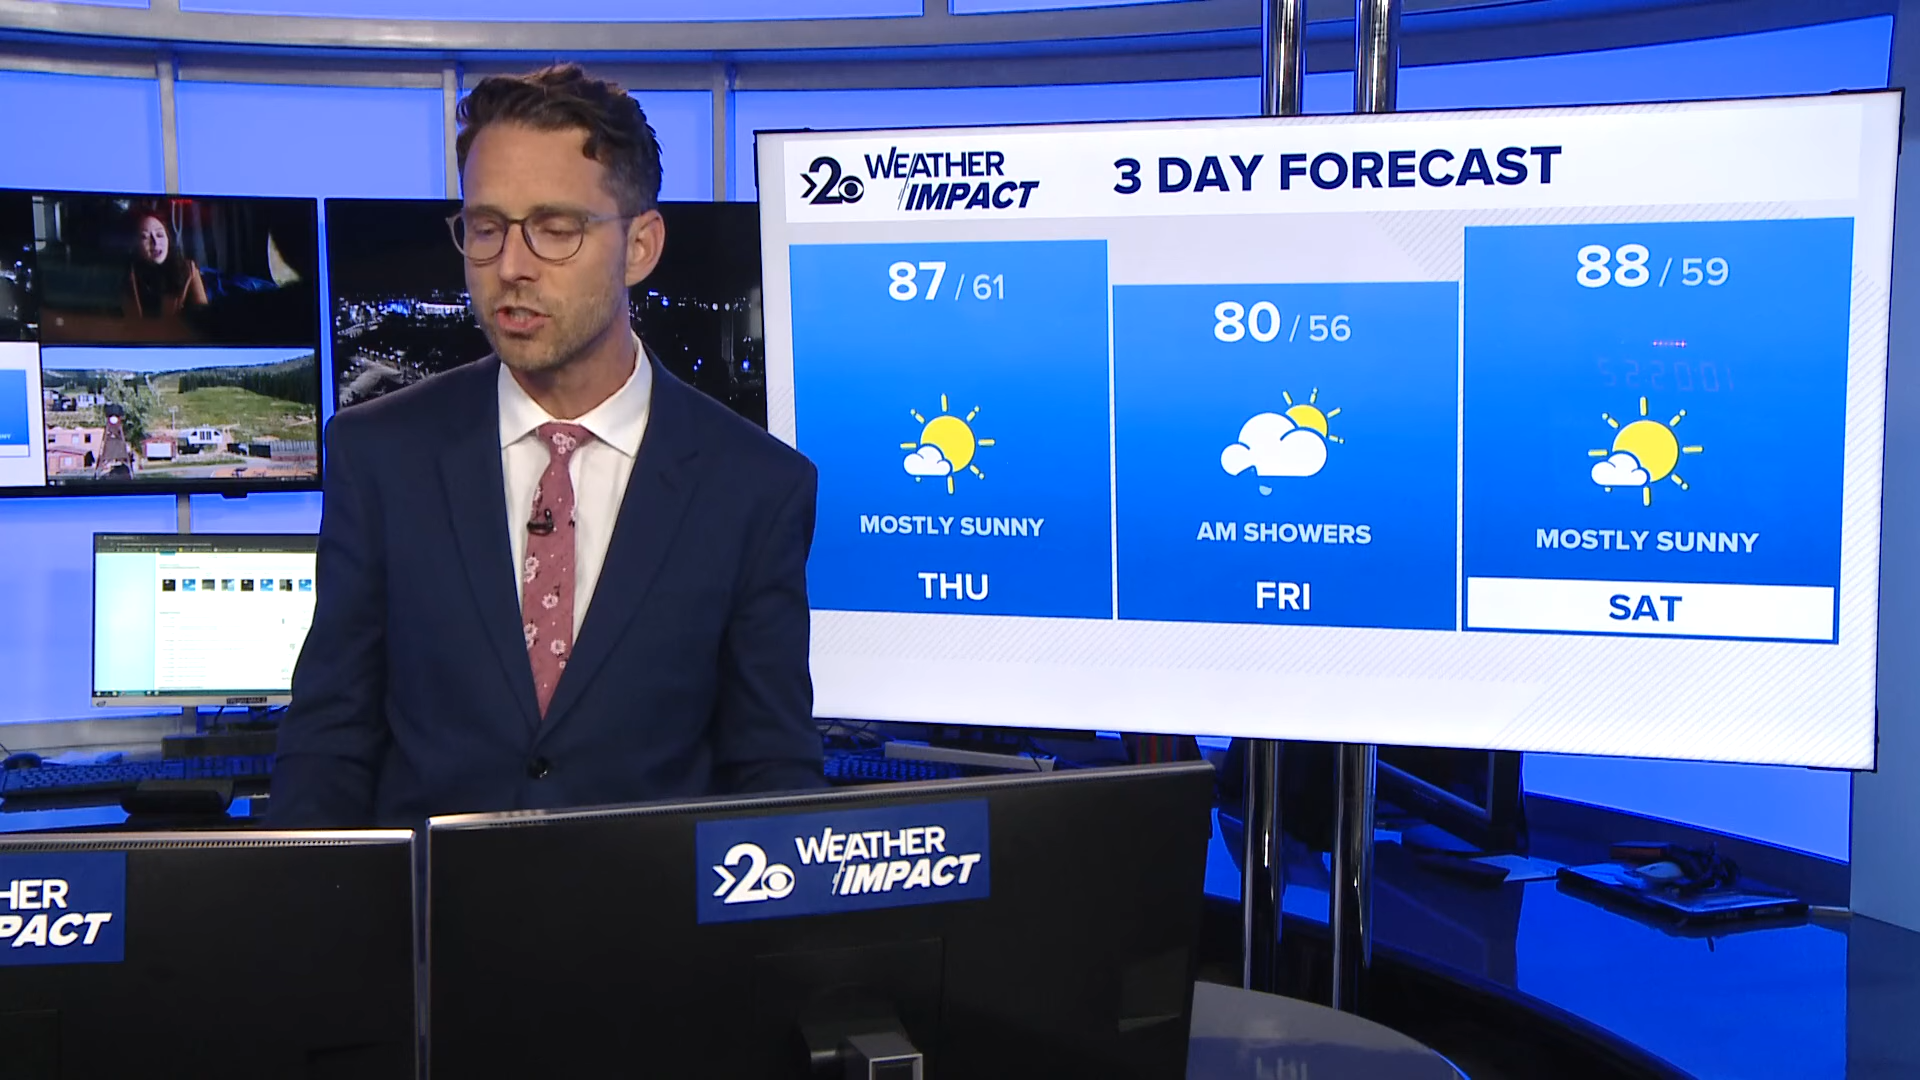 2 WEATHER IMPACT
3 DAY FORECAST
87 / 61
MOSTLY SUNNY
THU
80 / 56
AM SHOWERS
FRI
88 / 59
MOSTLY SUNNY
SAT
2 WEATHER
IMPACT
HER
PACT